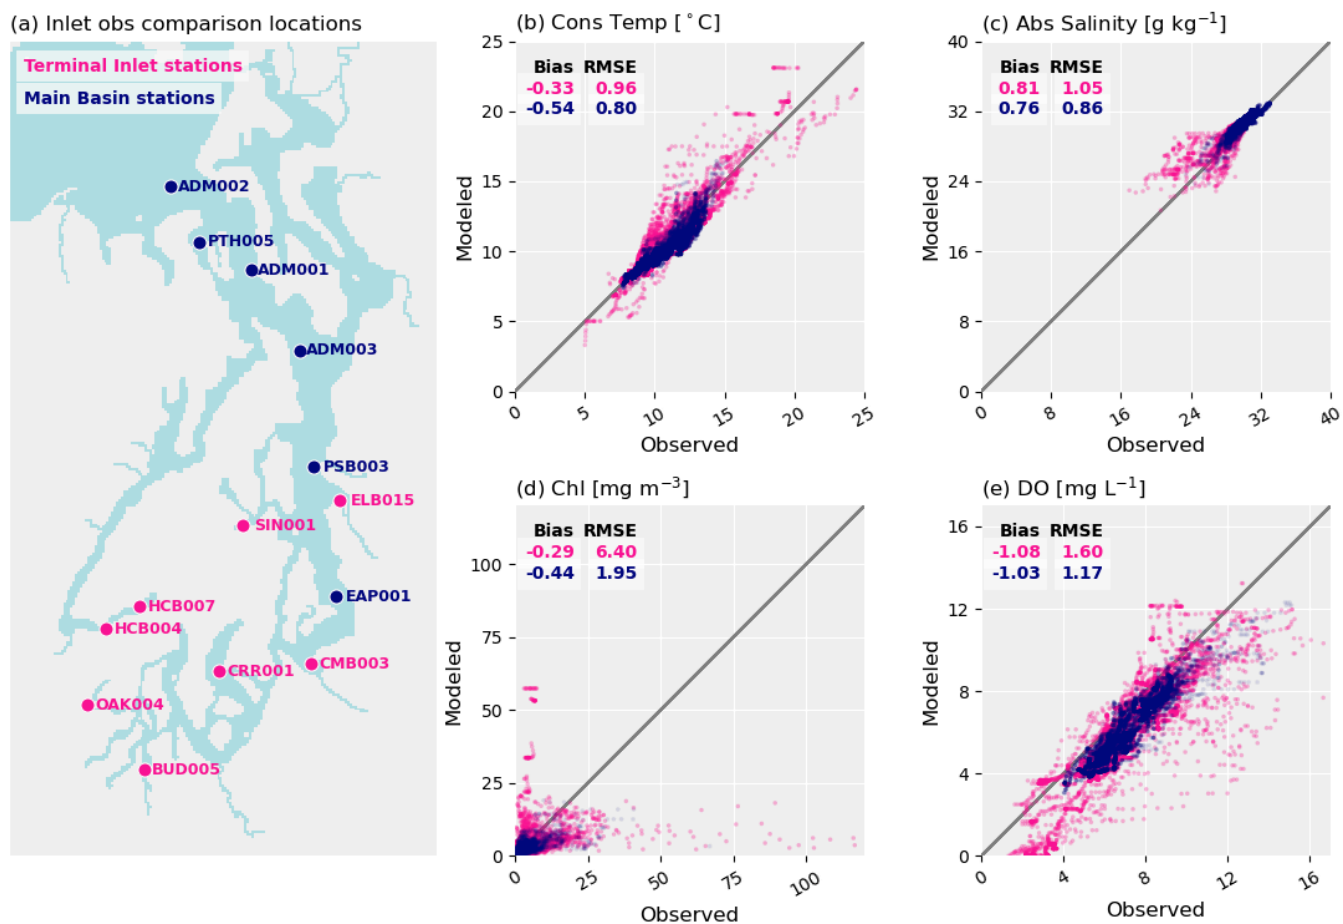 (a) Inlet obs comparison locations
Terminal Inlet stations
Main Basin stations
ADM002
PTH005
ADM001
ADM003
PSB003
ELB015
SIN001
EAP001
HCB007
HCB004
CMB003
CRR001
OAK004
BUD005
(b) Cons Temp [°C]
Bias RMSE
-0.33 0.96
-0.54 0.80
25
20
15
10
5
0
Modeled
0 5 10 15 20 25
Observed
(c) Abs Salinity [g kg⁻¹]
Bias RMSE
0.81 1.05
0.76 0.86
40
32
24
16
8
0
Modeled
0 8 16 24 32 40
Observed
(d) Chl [mg m⁻³]
Bias RMSE
-0.29 6.40
-0.44 1.95
100
75
50
25
0
Modeled
0 25 50 75 100
Observed
(e) DO [mg L⁻¹]
Bias RMSE
-1.08 1.60
-1.03 1.17
16
12
8
4
0
Modeled
0 4 8 12 16
Observed